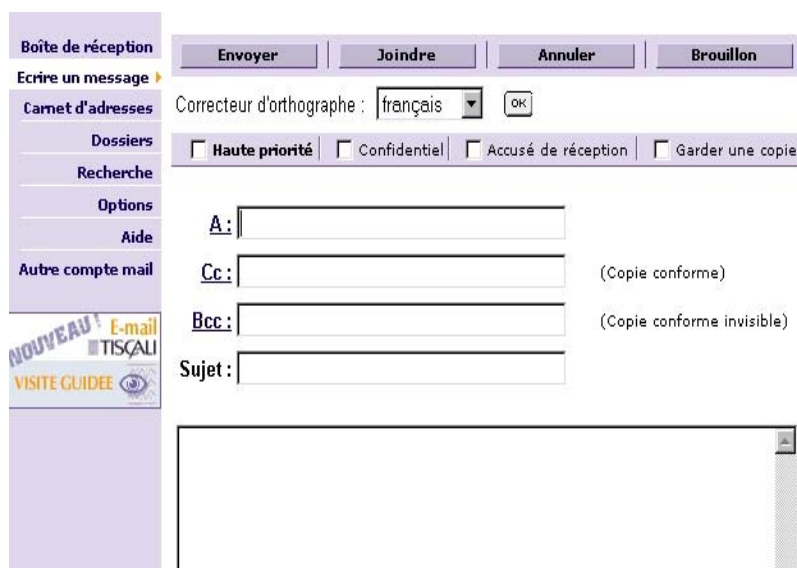 Boîte de réception
Ecrire un message
Carnet d'adresses
Dossiers
Recherche
Options
Aide
Autre compte mail
NOUVEAU !
E-mail
TISCALI
VISITE GUIDEE
Envoyer Joindre Annuler Brouillon
Correcteur d'orthographe : français OK
Haute priorité Confidentiel Accusé de réception Garder une copie
A :
Cc : (Copie conforme)
Bcc : (Copie conforme invisible)
Sujet :